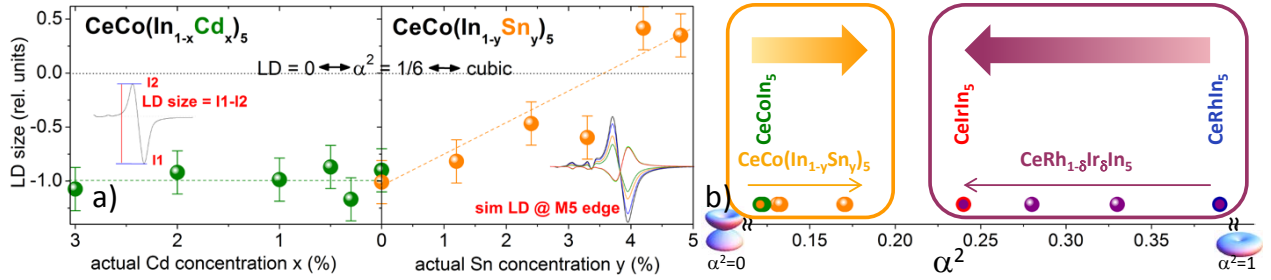 CeCo(In1-xCdx)5
CeCo(In1-ySny)5
LD = 0 ↔ α² = 1/6 ↔ cubic
I2
LD size = I1-I2
I1
sim LD @ M5 edge
a)
LD size (rel. units)
0.5
0.0
-0.5
-1.0
3
2
1
0
1
2
3
4
5
actual Cd concentration x (%)
actual Sn concentration y (%)
b)
CeCoIn5
CeCo(In1-ySny)5
CeIrIn5
CeRhIn5
CeRh1-δIrδIn5
≈
≈
0.15
0.20
0.25
0.30
0.35
α²=0
α²
α²=1